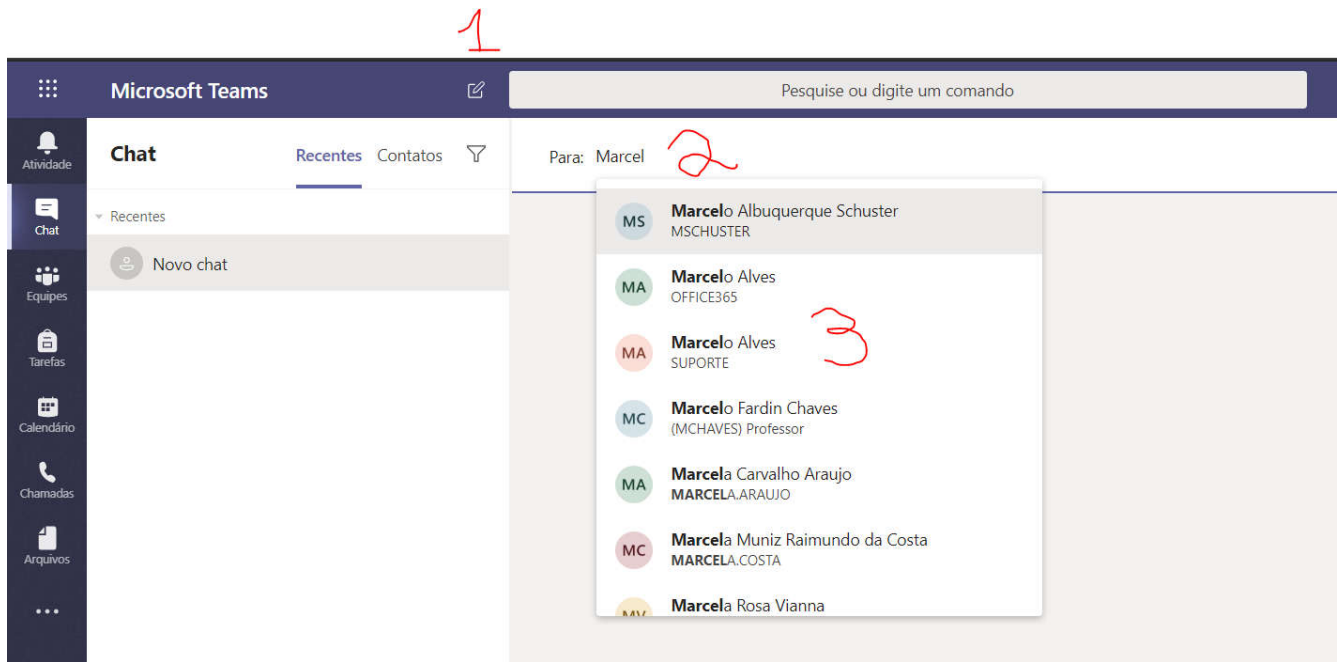 1
Microsoft Teams
Pesquise ou digite um comando
Atividade
Chat
Equipes
Tarefas
Calendário
Chamadas
Arquivos
Chat
Recentes Contatos
Recentes
Novo chat
Para: Marcel
2
MS
Marcelo Albuquerque Schuster
MSCHUSTER
MA
Marcelo Alves
OFFICE365
MA
Marcelo Alves
SUPORTE
3
MC
Marcelo Fardin Chaves
(MCHAVES) Professor
MA
Marcela Carvalho Araujo
MARCELA.ARAUJO
MC
Marcela Muniz Raimundo da Costa
MARCELA.COSTA
MV
Marcela Rosa Vianna